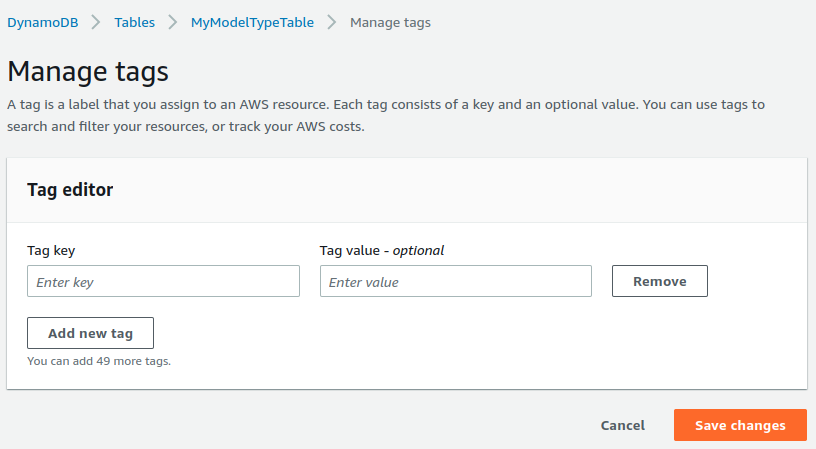 DynamoDB > Tables > MyModelTypeTable > Manage tags
Manage tags
A tag is a label that you assign to an AWS resource. Each tag consists of a key and an optional value. You can use tags to
search and filter your resources, or track your AWS costs.
Tag editor
Tag key Tag value - optional
Enter key Enter value Remove
Add new tag
You can add 49 more tags.
Cancel Save changes